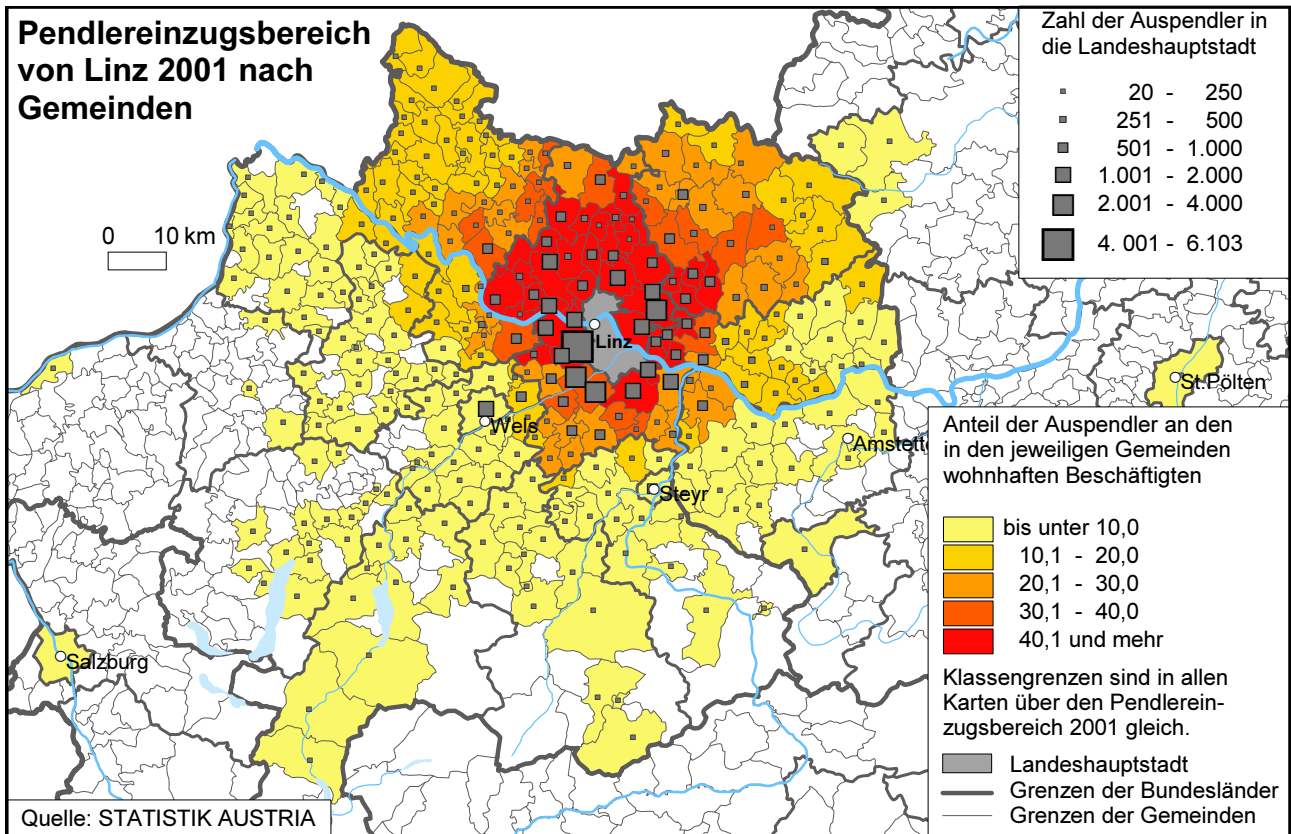 Pendlereinzugsbereich
von Linz 2001 nach
Gemeinden
Zahl der Auspendler in
die Landeshauptstadt
20 - 250
251 - 500
501 - 1.000
1.001 - 2.000
2.001 - 4.000
4. 001 - 6.103
0 10 km
Linz
St.Pölten
Wels
Amstette
Steyr
Salzburg
Anteil der Auspendler an den
in den jeweiligen Gemeinden
wohnhaften Beschäftigten
bis unter 10,0
10,1 - 20,0
20,1 - 30,0
30,1 - 40,0
40,1 und mehr
Klassengrenzen sind in allen
Karten über den Pendlerein-
zugsbereich 2001 gleich.
Landeshauptstadt
Grenzen der Bundesländer
Grenzen der Gemeinden
Quelle: STATISTIK AUSTRIA